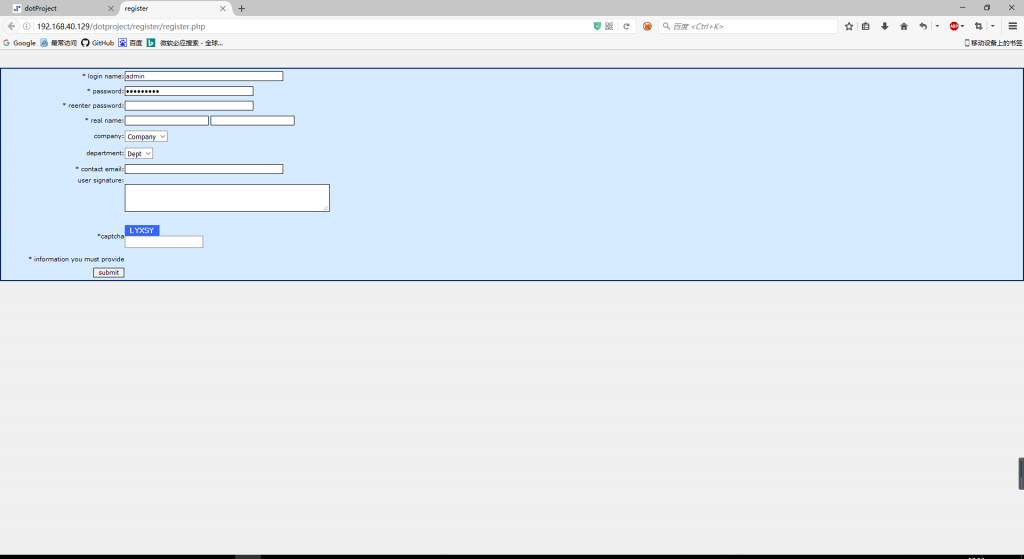 dotProject
register
192.168.40.129/dotproject/register/register.php
百度 <Ctrl+K>
ABP
Google 最常访问 GitHub 百度 微软必应搜索 - 全球...
移动设备上的书签
* login name: admin
* password: •••••••••
* reenter password:
* real name:
company: Company
department: Dept
* contact email:
user signature:
LYXSY
*captcha
* information you must provide
submit